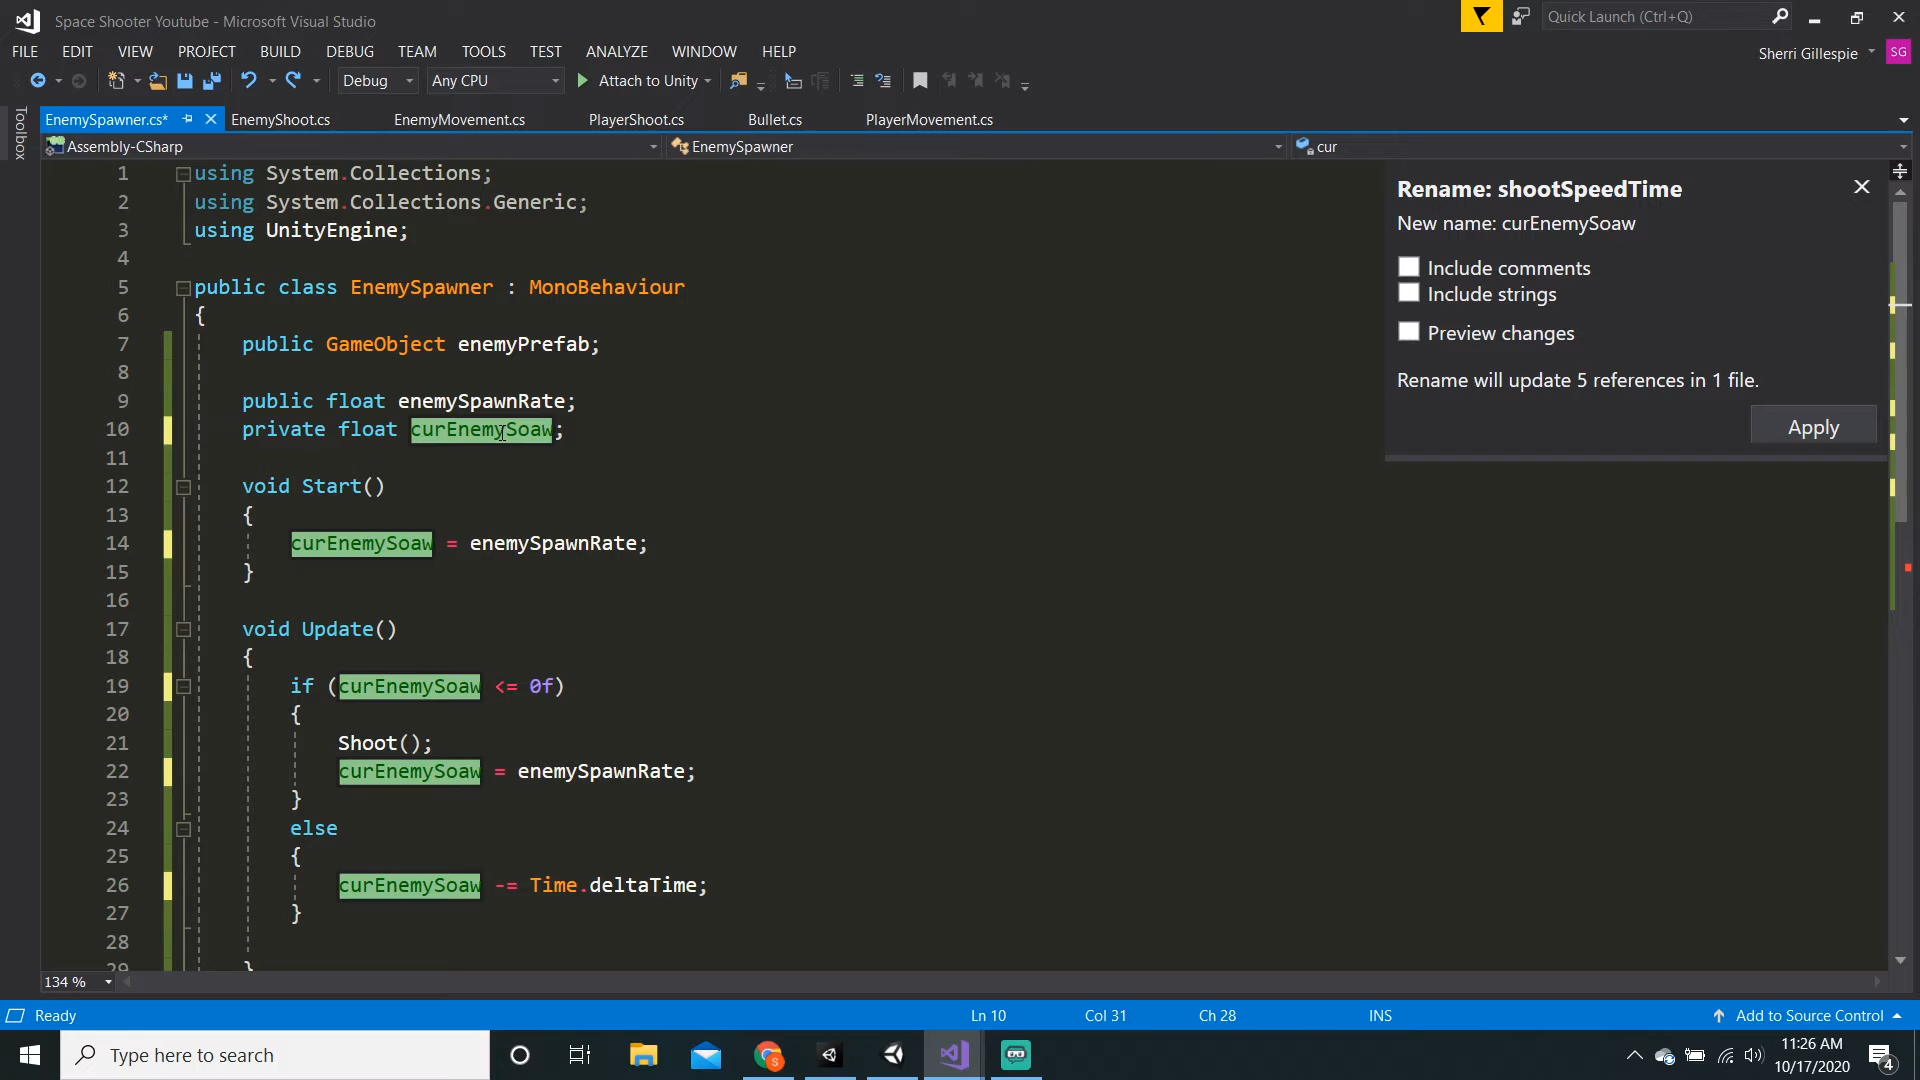 Space Shooter Youtube - Microsoft Visual Studio
Quick Launch (Ctrl+Q)
FILE EDIT VIEW PROJECT BUILD DEBUG TEAM TOOLS TEST ANALYZE WINDOW HELP
Sherri Gillespie SG
Debug Any CPU Attach to Unity
Toolbox
EnemySpawner.cs* EnemyShoot.cs EnemyMovement.cs PlayerShoot.cs Bullet.cs PlayerMovement.cs
Assembly-CSharp EnemySpawner cur
1 using System.Collections;
2 using System.Collections.Generic;
3 using UnityEngine;
4
5 public class EnemySpawner : MonoBehaviour
6 {
7 public GameObject enemyPrefab;
8
9 public float enemySpawnRate;
10 private float curEnemySoaw;
11
12 void Start()
13 {
14 curEnemySoaw = enemySpawnRate;
15 }
16
17 void Update()
18 {
19 if (curEnemySoaw <= 0f)
20 {
21 Shoot();
22 curEnemySoaw = enemySpawnRate;
23 }
24 else
25 {
26 curEnemySoaw -= Time.deltaTime;
27 }
28
29 }
Rename: shootSpeedTime
New name: curEnemySoaw
Include comments
Include strings
Preview changes
Rename will update 5 references in 1 file.
Apply
134 %
Ready Ln 10 Col 31 Ch 28 INS Add to Source Control
Type here to search
S
11:26 AM
10/17/2020
4